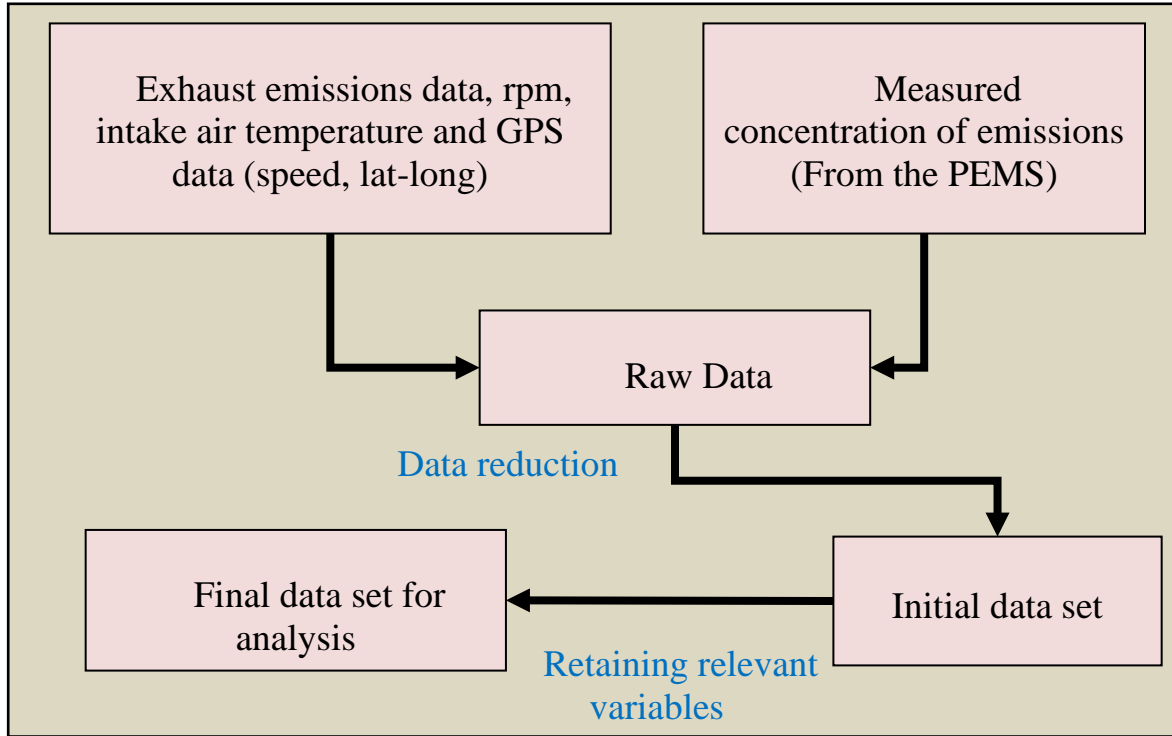 Exhaust emissions data, rpm,
intake air temperature and GPS
data (speed, lat-long)
Measured
concentration of emissions
(From the PEMS)
Raw Data
Data reduction
Initial data set
Final data set for
analysis
Retaining relevant
variables